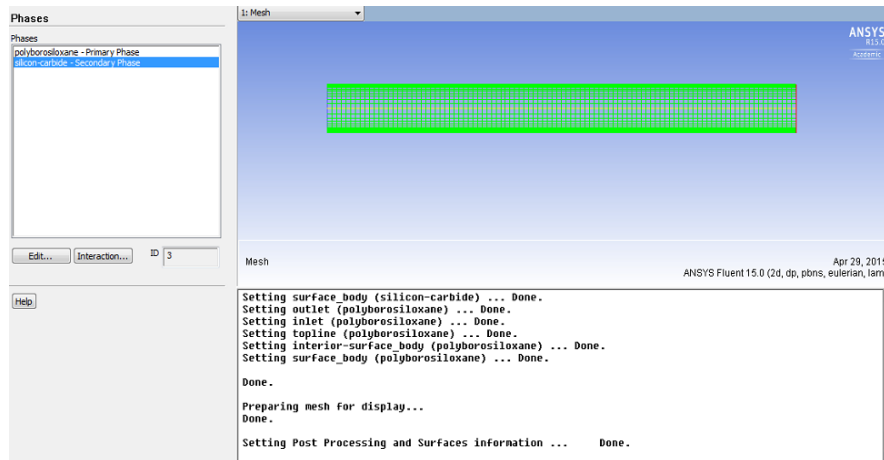 Phases
Phases
polyborosiloxane - Primary Phase
silicon-carbide - Secondary Phase
Edit...
Interaction...
ID
3
Help
1: Mesh
ANSYS
R15.0
Academic
Mesh
Apr 29, 2015
ANSYS Fluent 15.0 (2d, dp, pbns, eulerian, lam
Setting surface_body (silicon-carbide) ... Done.
Setting outlet (polyborosiloxane) ... Done.
Setting inlet (polyborosiloxane) ... Done.
Setting topline (polyborosiloxane) ... Done.
Setting interior-surface_body (polyborosiloxane) ... Done.
Setting surface_body (polyborosiloxane) ... Done.
Done.
Preparing mesh for display...
Done.
Setting Post Processing and Surfaces information ... Done.